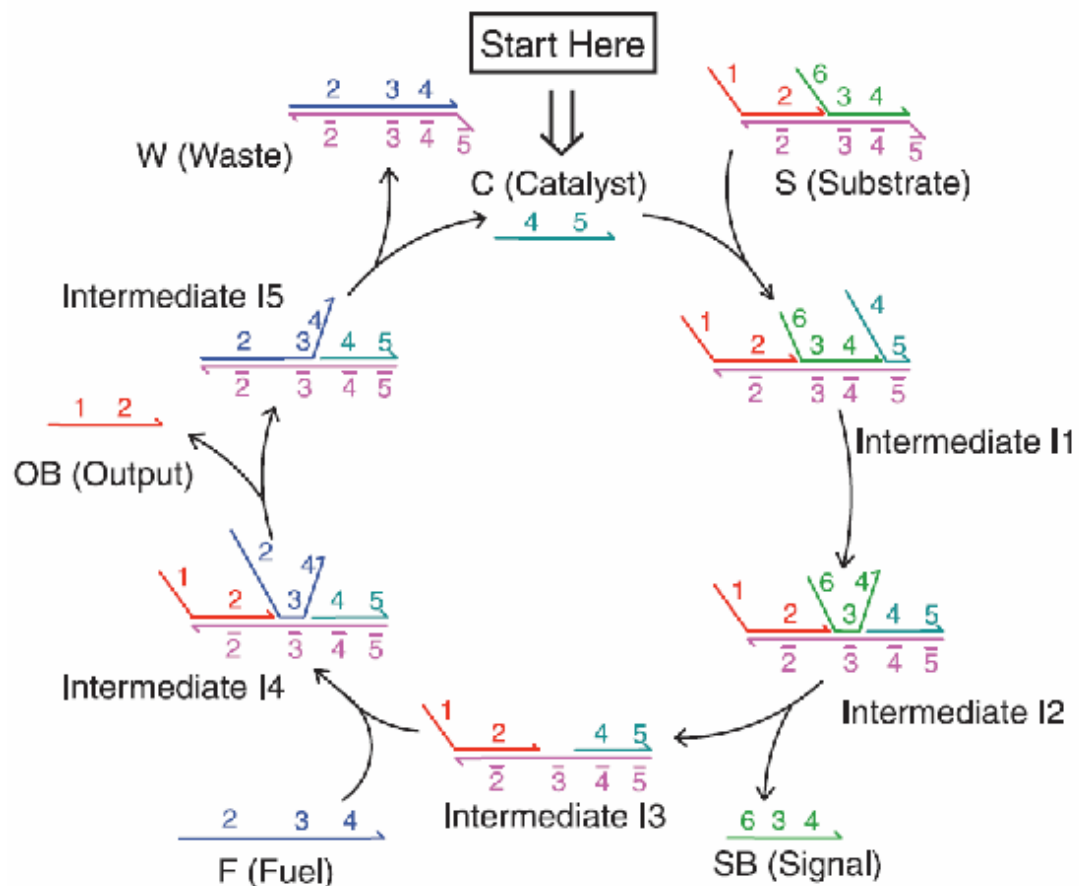 Start Here
2 3 4
2̅ 3̅ 4̅ 5̅
W (Waste)
C (Catalyst)
4 5
1 2 6 3 4
2̅ 3̅ 4̅ 5̅
S (Substrate)
Intermediate I5
2 3 4 4 5
2̅ 3̅ 4̅ 5̅
1 2 6 3 4 4 5
2̅ 3̅ 4̅ 5̅
Intermediate I1
1 2
OB (Output)
1 2 2 3 4 4 5
2̅ 3̅ 4̅ 5̅
Intermediate I4
1 2 6 3 4 4 5
2̅ 3̅ 4̅ 5̅
Intermediate I2
1 2 4 5
2̅ 3̅ 4̅ 5̅
Intermediate I3
2 3 4
F (Fuel)
6 3 4
SB (Signal)